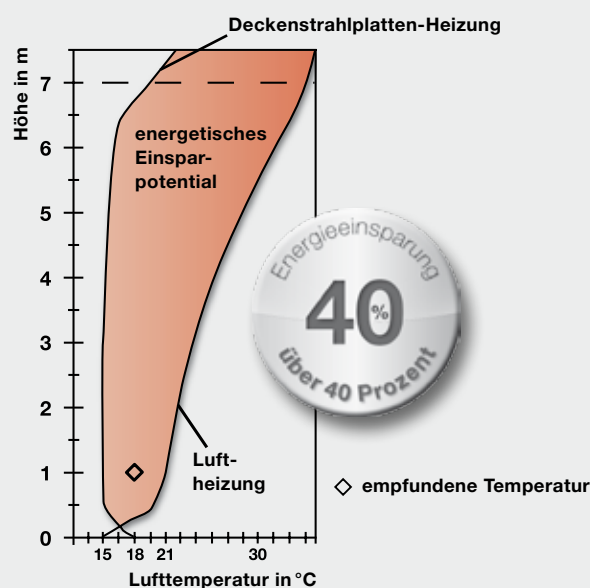 Deckenstrahlplatten-Heizung
Höhe in m
7
6
5
4
3
2
1
0
energetisches
Einspar-
potential
Energieeinsparung
40%
über 40 Prozent
Luft-
heizung
empfundene Temperatur
15 18 21 30
Lufttemperatur in °C